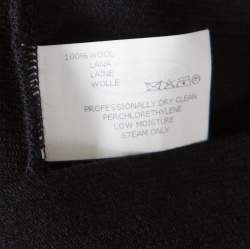 100% WOOL
LANA
LAINE
WOLLE
PROFESSIONALLY DRY CLEAN
PERCHLORETHYLENE
LOW MOISTURE
STEAM ONLY